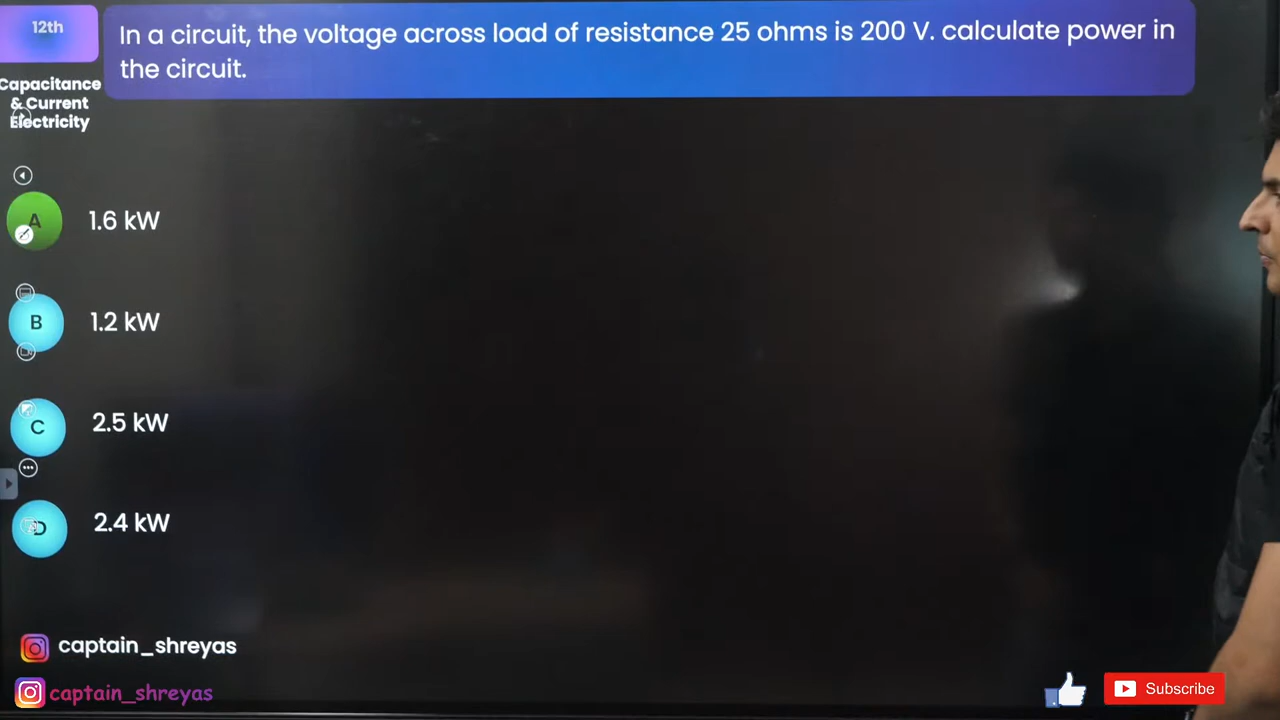 12th
In a circuit, the voltage across load of resistance 25 ohms is 200 V. calculate power in
the circuit.
Capacitance
& Current
Electricity
A 1.6 kW
B 1.2 kW
C 2.5 kW
D 2.4 kW
captain_shreyas
captain_shreyas
Subscribe